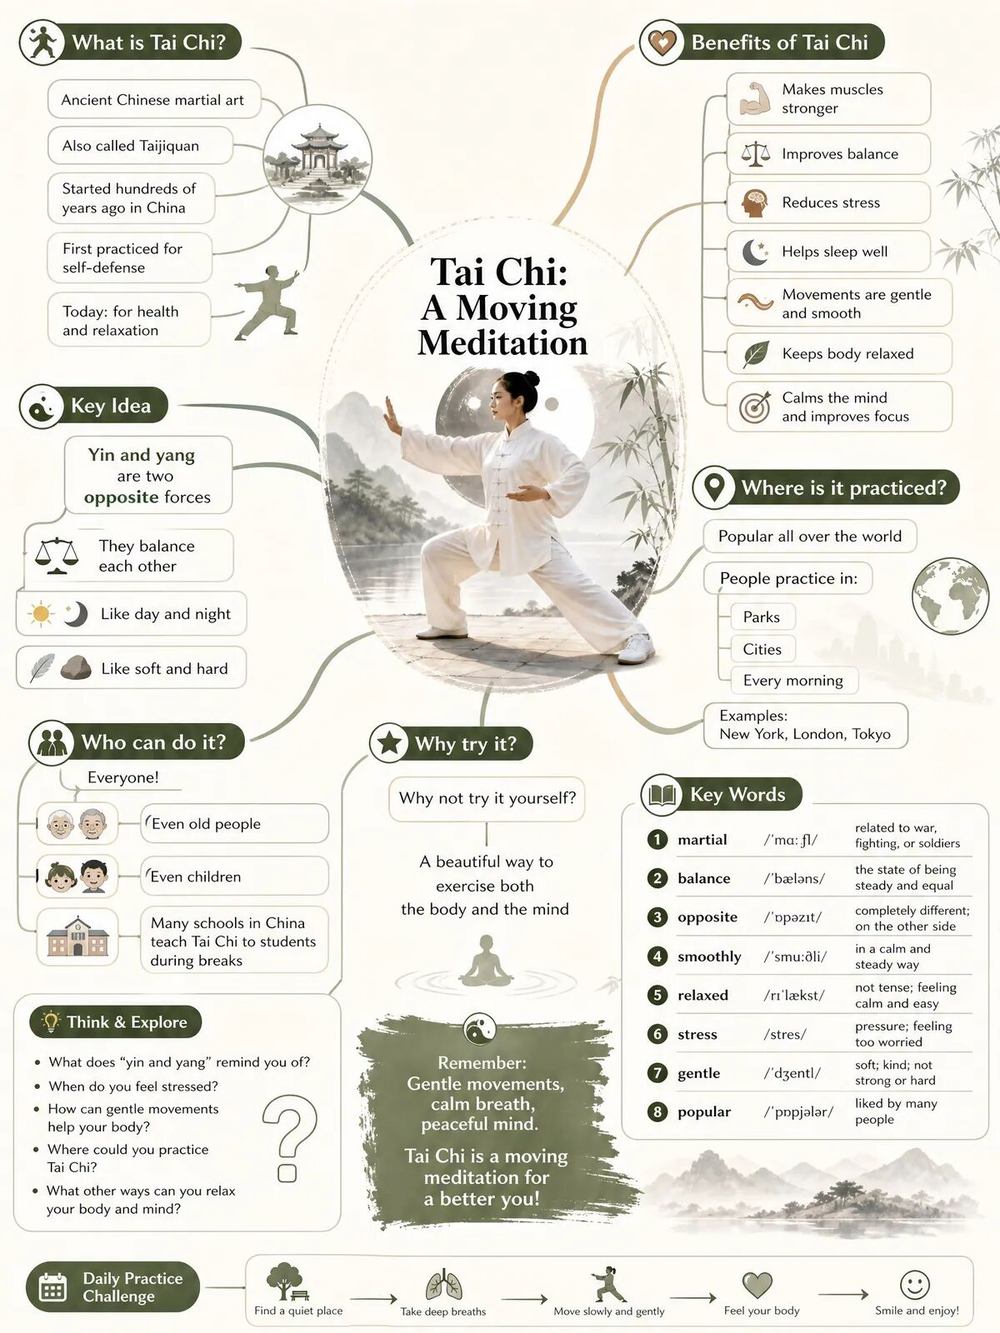 What is Tai Chi?
Ancient Chinese martial art
Also called Taijiquan
Started hundreds of
years ago in China
First practiced for
self-defense
Today: for health
and relaxation
Benefits of Tai Chi
Makes muscles
stronger
Improves balance
Reduces stress
Helps sleep well
Movements are gentle
and smooth
Keeps body relaxed
Calms the mind
and improves focus
Tai Chi:
A Moving
Meditation
Key Idea
Yin and yang
are two
opposite forces
They balance
each other
Like day and night
Like soft and hard
Where is it practiced?
Popular all over the world
People practice in:
Parks
Cities
Every morning
Examples:
New York, London, Tokyo
Who can do it?
Everyone!
Even old people
Even children
Many schools in China
teach Tai Chi to students
during breaks
Why try it?
Why not try it yourself?
A beautiful way to
exercise both
the body and the mind
Key Words
1 martial /ˈmɑː ʃl/ related to war,
fighting, or soldiers
2 balance /ˈbæləns/ the state of being
steady and equal
3 opposite /ˈɒpəzɪt/ completely different;
on the other side
4 smoothly /ˈsmuːðli/ in a calm and
steady way
5 relaxed /rɪˈlækst/ not tense; feeling
calm and easy
6 stress /stres/ pressure; feeling
too worried
7 gentle /ˈdʒentl/ soft; kind; not
strong or hard
8 popular /ˈpɒpjələr/ liked by many
people
Think & Explore
• What does “yin and yang” remind you of?
• When do you feel stressed?
• How can gentle movements
help your body?
• Where could you practice
Tai Chi?
• What other ways can you relax
your body and mind?
?
Remember:
Gentle movements,
calm breath,
peaceful mind.
Tai Chi is a moving
meditation for
a better you!
Daily Practice
Challenge
Find a quiet place
Take deep breaths
Move slowly and gently
Feel your body
Smile and enjoy!